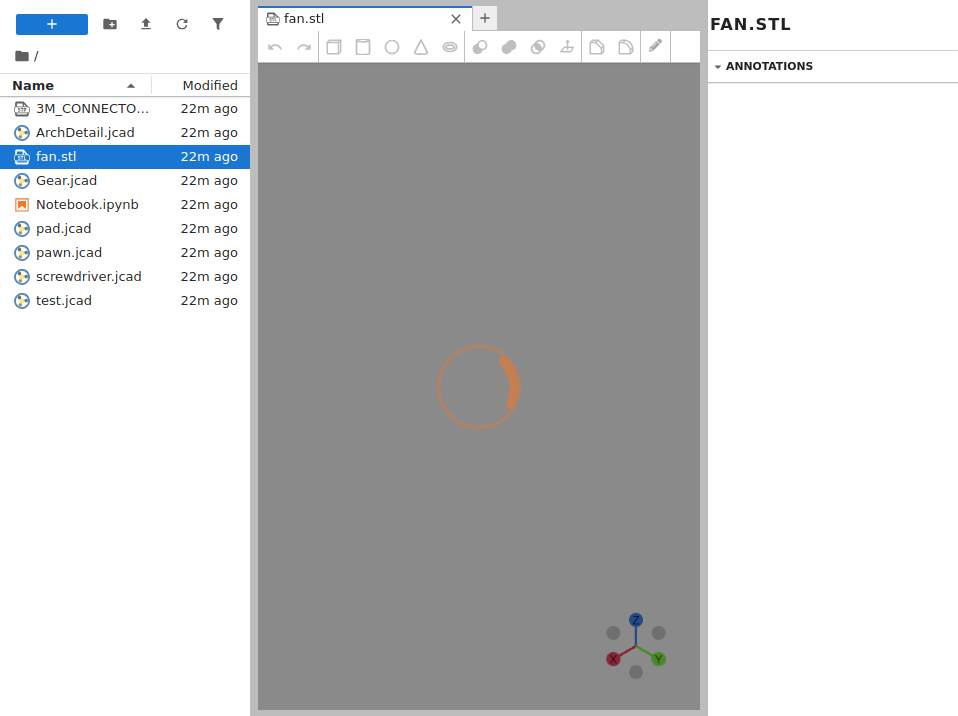 /
Name Modified
3M_CONNECTO... 22m ago
ArchDetail.jcad 22m ago
fan.stl 22m ago
Gear.jcad 22m ago
Notebook.ipynb 22m ago
pad.jcad 22m ago
pawn.jcad 22m ago
screwdriver.jcad 22m ago
test.jcad 22m ago
fan.stl
Z
X Y
FAN.STL
ANNOTATIONS